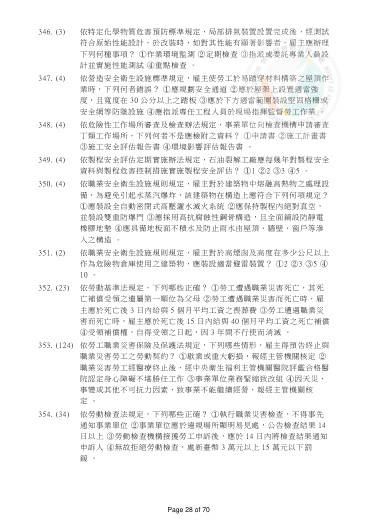 346. (3) 依特定化學物質危害預防標準規定，局部排氣裝置設置完成後，經測試
符合原始性能設計，於改裝時，如對其性能有顯著影響者，雇主應辦理
下列何種事項？ ①作業環境監測 ②定期檢查 ③指派或委託專業人員設
計並實施性能測試 ④重點檢查 。
347. (4) 依營造安全衛生設施標準規定，雇主使勞工於易踏穿材料構築之屋頂作
業時，下列何者錯誤？ ①應規劃安全通道 ②應於屋架上設置適當強
度，且寬度在 30 公分以上之踏板 ③應於下方適當範圍裝設堅固格柵或
安全網等防墜設施 ④應指派專任工程人員於現場指揮監督勞工作業 。
348. (4) 依危險性工作場所審查及檢查辦法規定，事業單位向檢查機構申請審查
丁類工作場所，下列何者不是應檢附之資料？ ①申請書 ②施工計畫書
③施工安全評估報告書 ④環境影響評估報告書 。
349. (4) 依製程安全評估定期實施辦法規定，石油裂解工廠應每幾年對製程安全
資料與製程危害控制措施實施製程安全評估？ ①1 ②2 ③3 ④5 。
350. (4) 依職業安全衛生設施規則規定，雇主對於建築物中熔融高熱物之處理設
備，為避免引起水蒸汽爆炸，該建築物在構造上應符合下列何項規定？
①應裝設全自動密閉式高壓灑水滅火系統 ②應保持製程內絕對真空，
並裝設雙重防爆門 ③應採用高抗腐蝕性鋼骨構造，且全面鋪設防靜電
橡膠地墊 ④應具備地板面不積水及防止雨水由屋頂、牆壁、窗戶等滲
入之構造 。
351. (2) 依職業安全衛生設施規則規定，雇主對於高煙囪及高度在多少公尺以上
作為危險物倉庫使用之建築物，應裝設適當避雷裝置？ ①2 ②3 ③5 ④
10 。
352. (23) 依勞動基準法規定，下列哪些正確？ ①勞工遭遇職業災害死亡，其死
亡補償受領之遺屬第一順位為父母 ②勞工遭遇職業災害而死亡時，雇
主應於死亡後 3 日內給與 5 個月平均工資之喪葬費 ③勞工遭遇職業災
害而死亡時，雇主應於死亡後 15 日內給與 40 個月平均工資之死亡補償
④受領補償權，自得受領之日起，因 3 年間不行使而消滅 。
353. (124) 依勞工職業災害保險及保護法規定，下列哪些情形，雇主得預告終止與
職業災害勞工之勞動契約？ ①歇業或重大虧損，報經主管機關核定 ②
職業災害勞工經醫療終止後，經中央衛生福利主管機關醫院評鑑合格醫
院認定身心障礙不堪勝任工作 ③事業單位業務緊縮致改組 ④因天災、
事變或其他不可抗力因素，致事業不能繼續經營，報經主管機關核
定 。
354. (34) 依勞動檢查法規定，下列哪些正確？ ①執行職業災害檢查，不得事先
通知事業單位 ②事業單位應於違規場所顯明易見處，公告檢查結果 14
日以上 ③勞動檢查機構接獲勞工申訴後，應於 14 日內將檢查結果通知
申訴人 ④無故拒絕勞動檢查，處新臺幣 3 萬元以上 15 萬元以下罰
鍰 。
Page 28 of 70